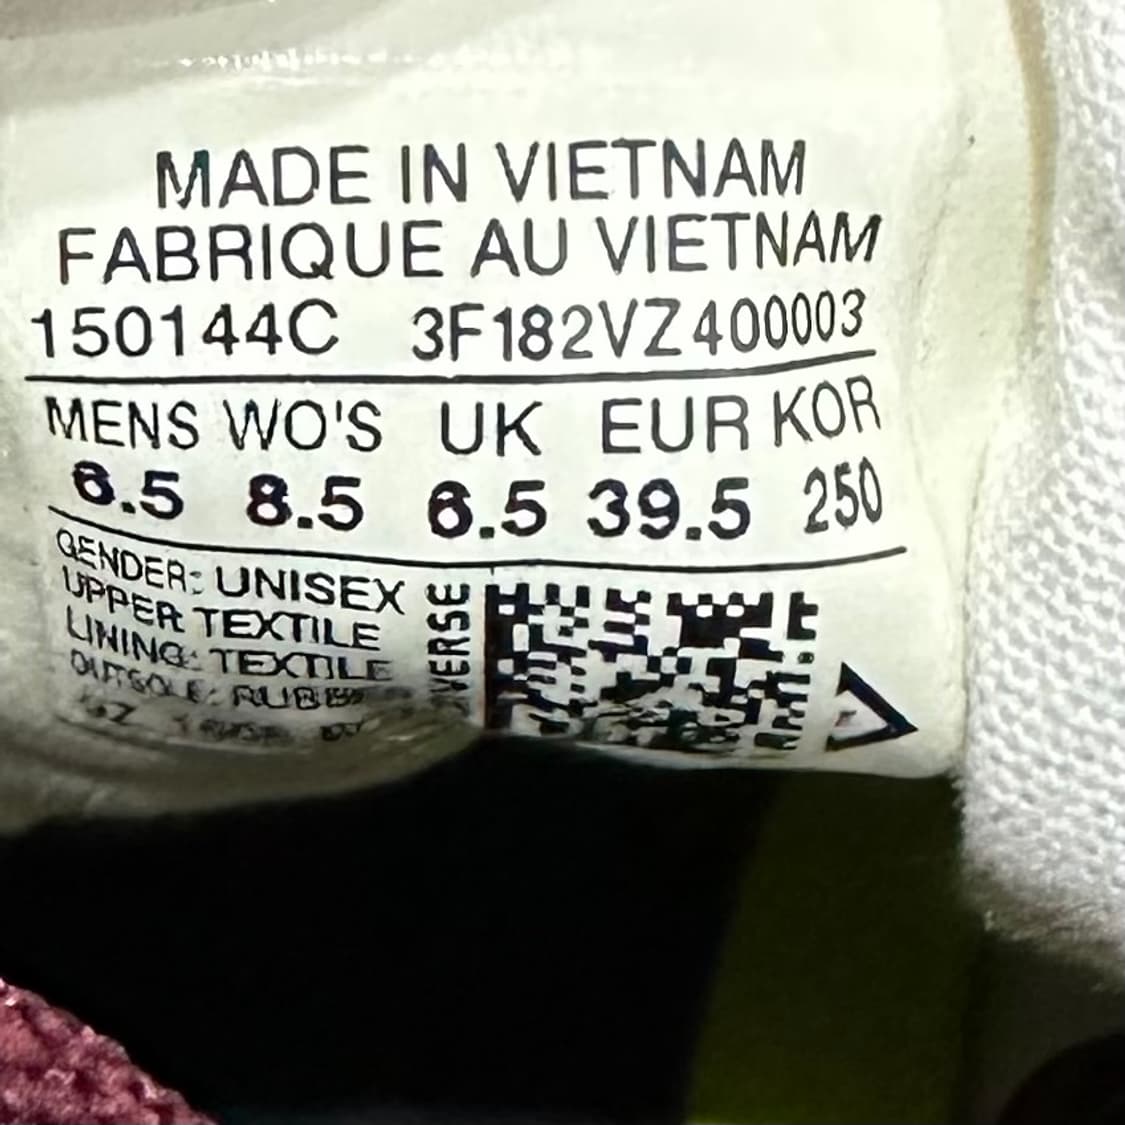 MADE IN VIETNAM
FABRIQUE AU VIETNAM
150144C 3F182VZ400003
MENS WO'S UK EUR KOR
6.5 8.5 6.5 39.5 250
GENDER: UNISEX
UPPER TEXTILE
LINING: TEXTILE
OUTSOLE:
VERSE